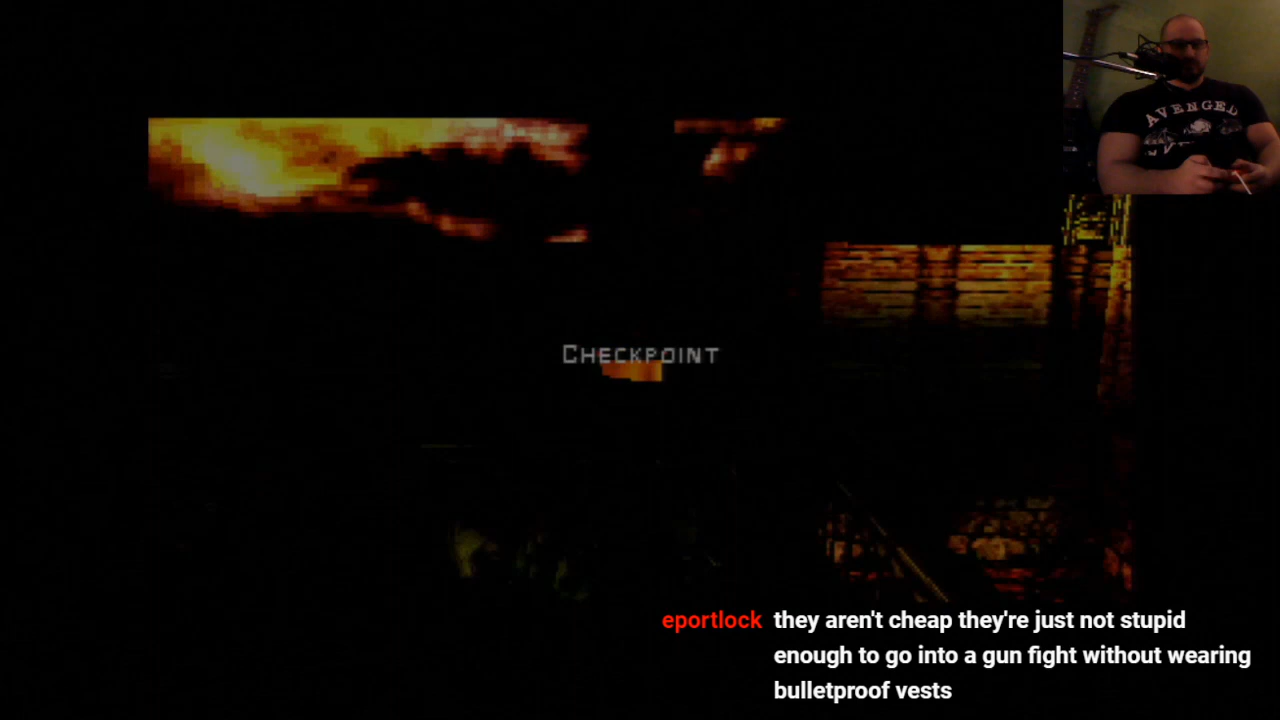 AVENGED
CHECKPOINT
eportlock they aren't cheap they're just not stupid
enough to go into a gun fight without wearing
bulletproof vests